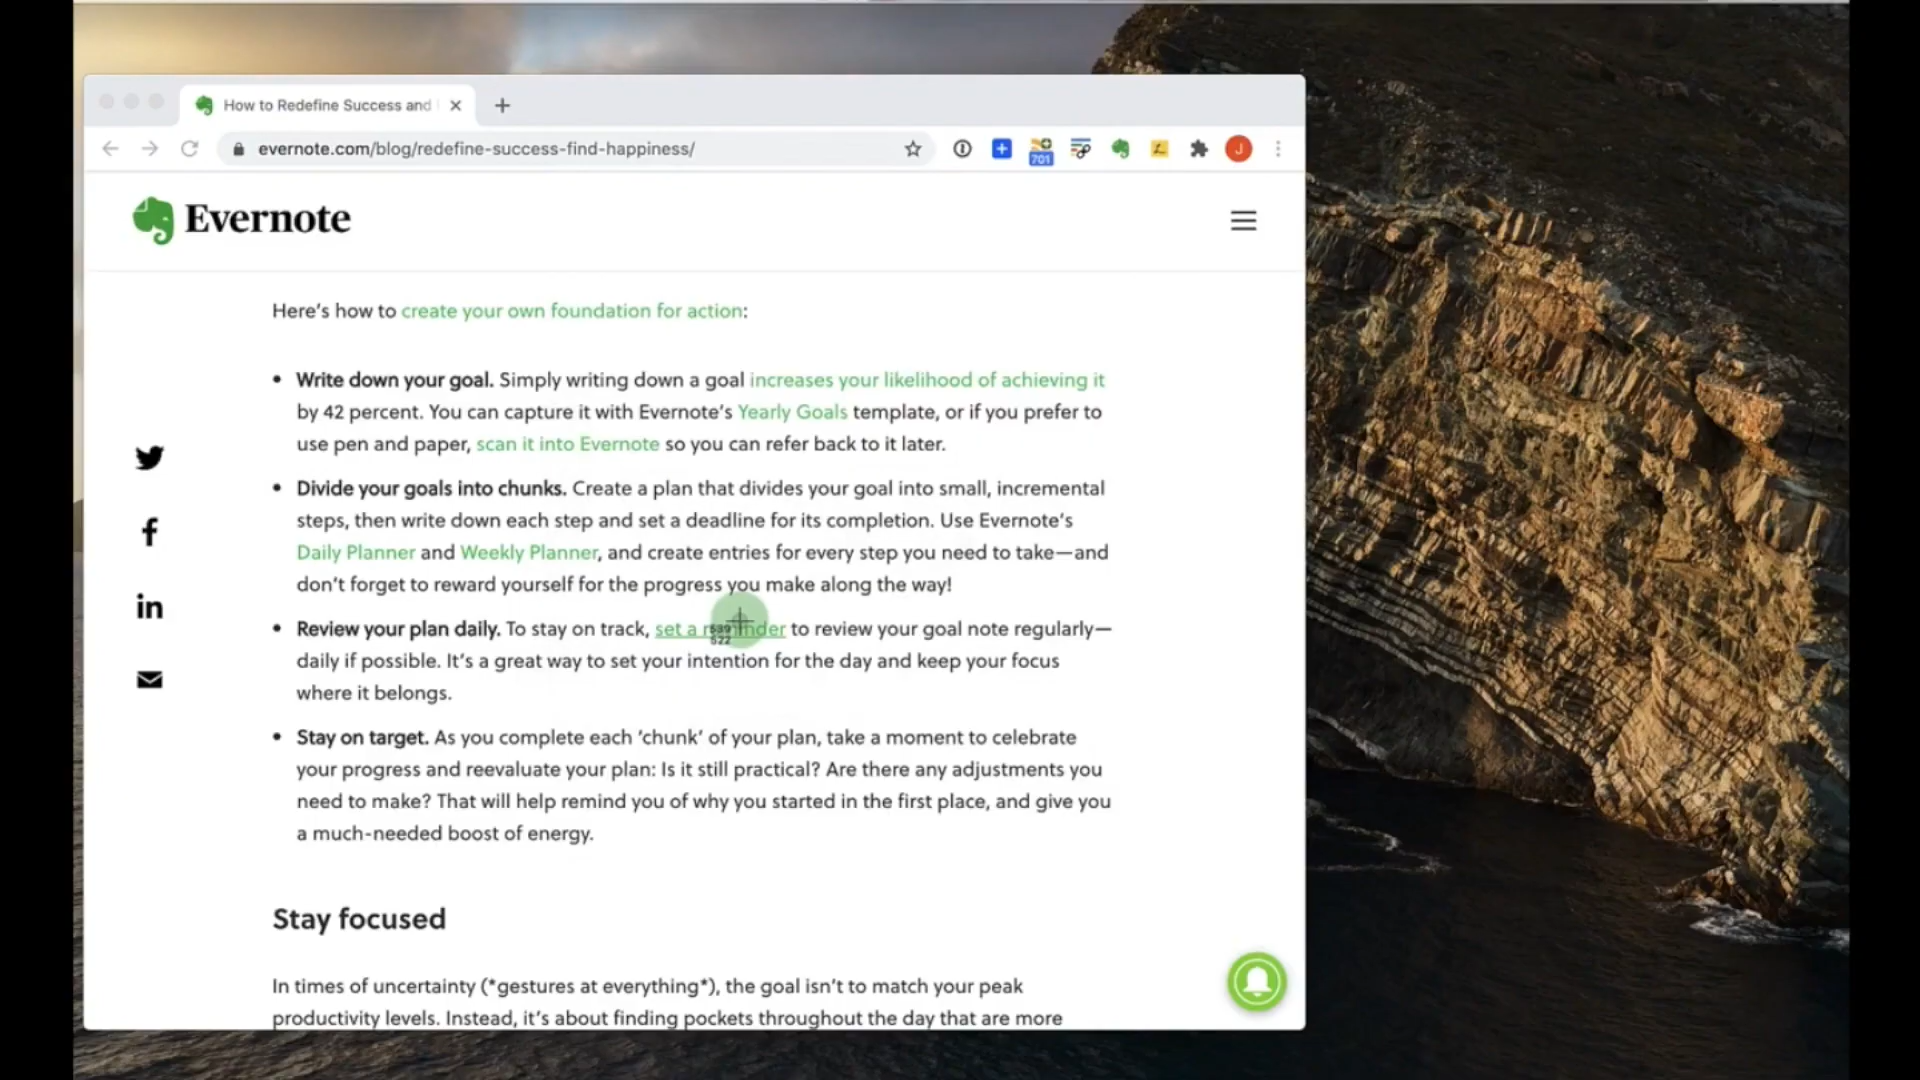 How to Redefine Success and
evernote.com/blog/redefine-success-find-happiness/
701
J
Evernote
Here's how to create your own foundation for action:
• Write down your goal. Simply writing down a goal increases your likelihood of achieving it
by 42 percent. You can capture it with Evernote's Yearly Goals template, or if you prefer to
use pen and paper, scan it into Evernote so you can refer back to it later.
• Divide your goals into chunks. Create a plan that divides your goal into small, incremental
steps, then write down each step and set a deadline for its completion. Use Evernote's
Daily Planner and Weekly Planner, and create entries for every step you need to take—and
don't forget to reward yourself for the progress you make along the way!
• Review your plan daily. To stay on track, set a reminder to review your goal note regularly—
daily if possible. It's a great way to set your intention for the day and keep your focus
where it belongs.
• Stay on target. As you complete each 'chunk' of your plan, take a moment to celebrate
your progress and reevaluate your plan: Is it still practical? Are there any adjustments you
need to make? That will help remind you of why you started in the first place, and give you
a much-needed boost of energy.
Stay focused
In times of uncertainty (*gestures at everything*), the goal isn't to match your peak
productivity levels. Instead, it's about finding pockets throughout the day that are more